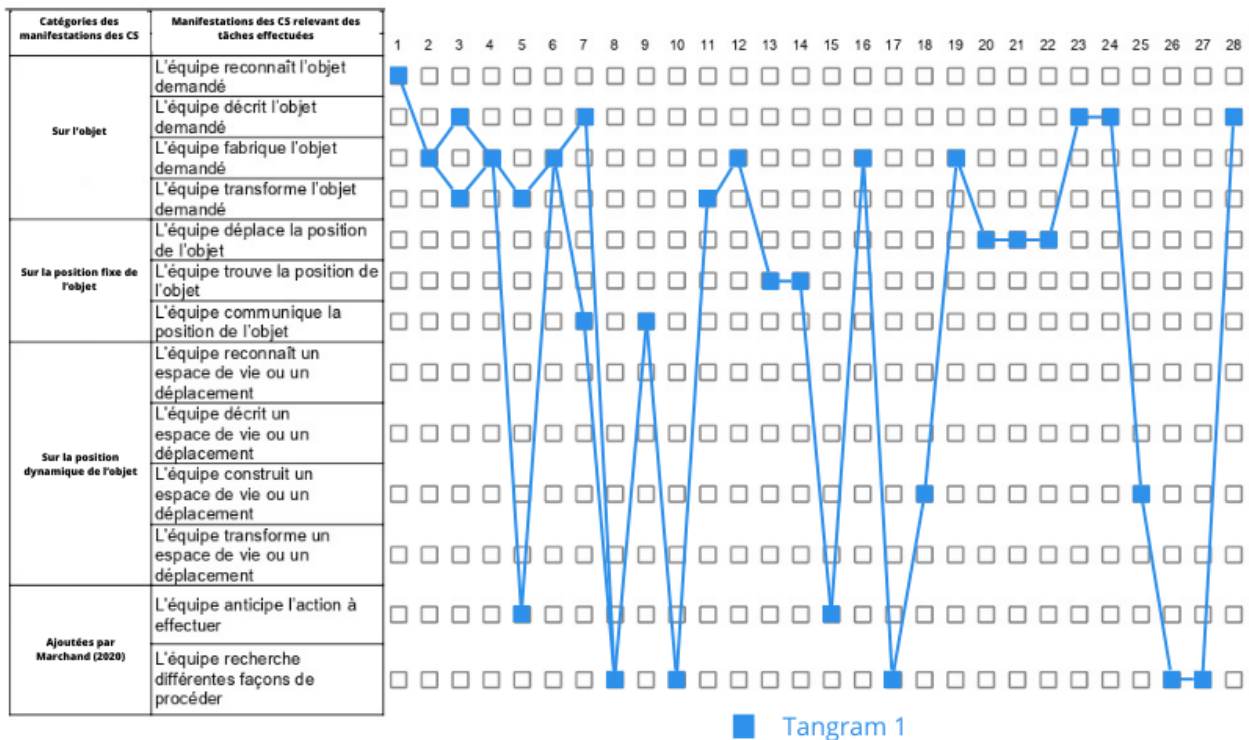 Catégories des
manifestations des CS
Manifestations des CS relevant des
tâches effectuées
1 2 3 4 5 6 7 8 9 10 11 12 13 14 15 16 17 18 19 20 21 22 23 24 25 26 27 28
Sur l'objet
L'équipe reconnaît l'objet
demandé
L'équipe décrit l'objet
demandé
L'équipe fabrique l'objet
demandé
L'équipe transforme l'objet
demandé
Sur la position fixe de
l'objet
L'équipe déplace la position
de l'objet
L'équipe trouve la position de
l'objet
L'équipe communique la
position de l'objet
Sur la position
dynamique de l'objet
L'équipe reconnaît un
espace de vie ou un
déplacement
L'équipe décrit un
espace de vie ou un
déplacement
L'équipe construit un
espace de vie ou un
déplacement
L'équipe transforme un
espace de vie ou un
déplacement
Ajoutées par
Marchand (2020)
L'équipe anticipe l'action à
effectuer
L'équipe recherche
différentes façons de
procéder
Tangram 1